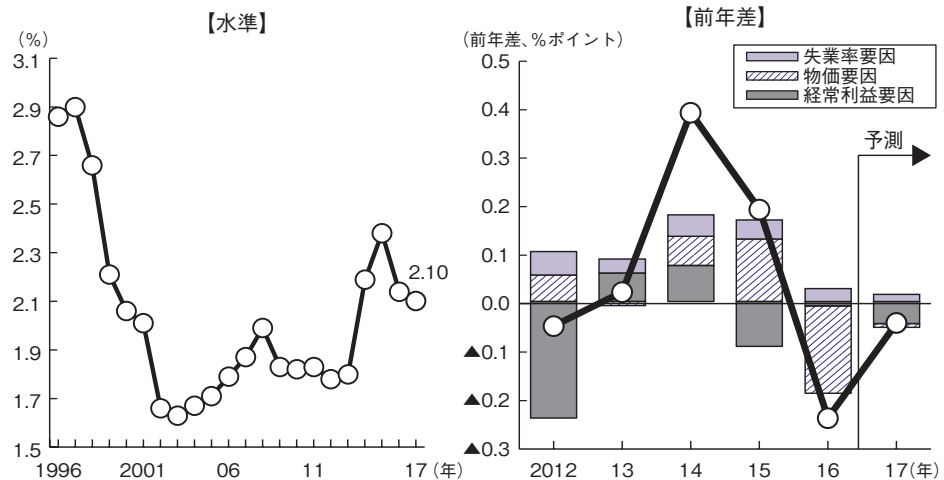 【水準】
(%)
3.1
2.9
2.7
2.5
2.3
2.1
1.9
1.7
1.5
2.10
1996 2001 06 11 17 (年)
【前年差】
(前年差、%ポイント)
失業率要因
物価要因
経常利益要因
予測
0.5
0.4
0.3
0.2
0.1
0.0
▲0.1
▲0.2
▲0.3
2012 13 14 15 16 17(年)